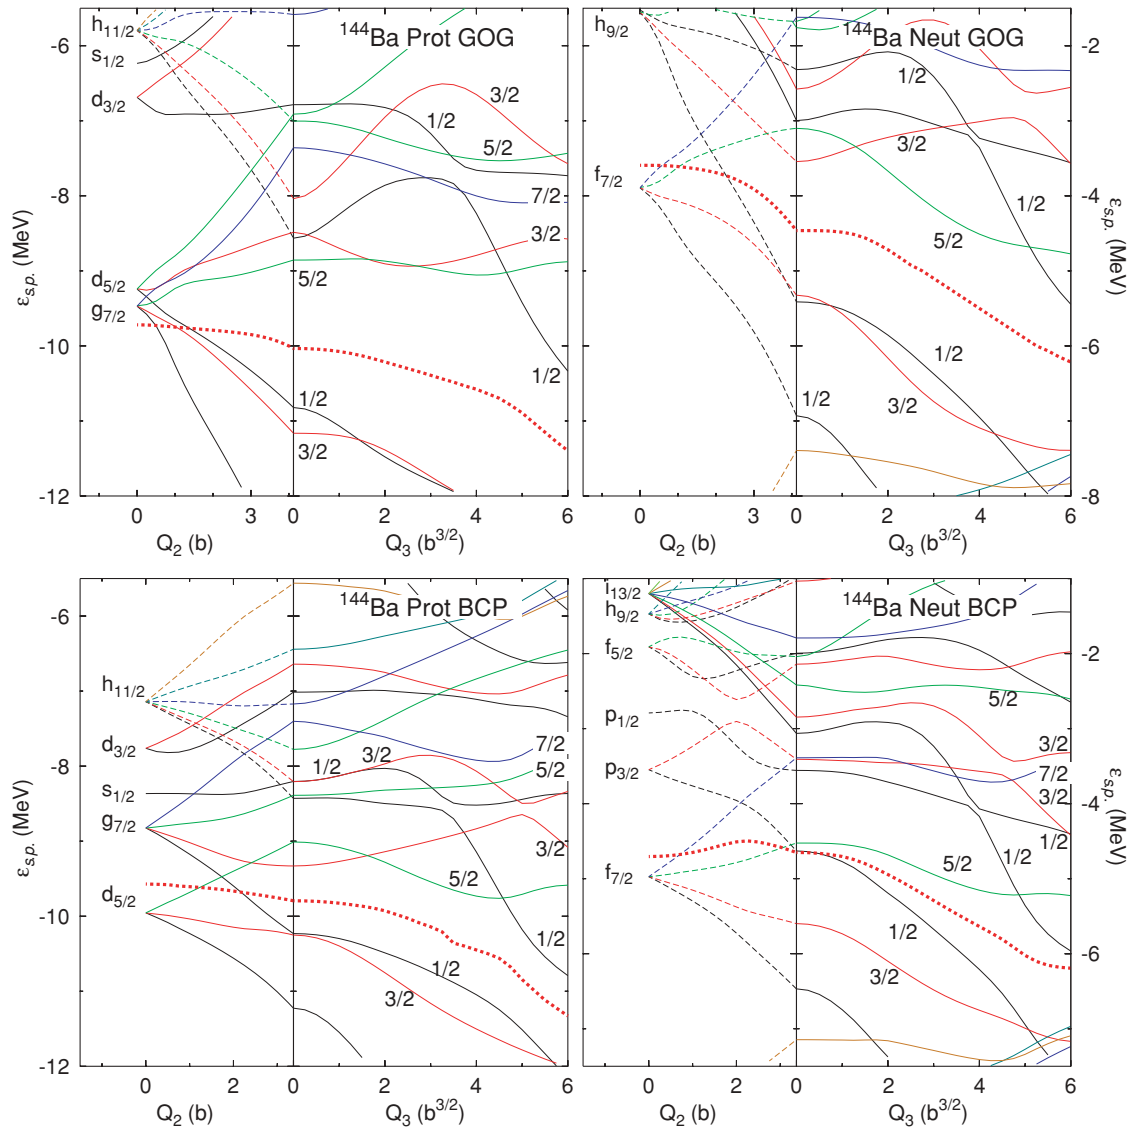 ¹⁴⁴Ba Prot GOG
-6
-8
-10
-12
ε_s.p. (MeV)
h₁₁/₂
s₁/₂
d₃/₂
d₅/₂
g₇/₂
3/2
1/2
5/2
7/2
3/2
5/2
1/2
1/2
3/2
0
3
0
2
4
6
Q₂ (b)
Q₃ (b³/²)
¹⁴⁴Ba Neut GOG
h₉/₂
f₇/₂
1/2
3/2
1/2
5/2
1/2
3/2
1/2
-2
-4
-6
-8
ε_s.p. (MeV)
0
3
0
2
4
6
Q₂ (b)
Q₃ (b³/²)
¹⁴⁴Ba Prot BCP
-6
-8
-10
-12
ε_s.p. (MeV)
h₁₁/₂
d₃/₂
s₁/₂
g₇/₂
d₅/₂
3/2
1/2
7/2
5/2
3/2
5/2
1/2
1/2
3/2
0
2
0
2
4
6
Q₂ (b)
Q₃ (b³/²)
¹⁴⁴Ba Neut BCP
i₁₃/₂
h₉/₂
f₅/₂
p₁/₂
p₃/₂
f₇/₂
5/2
3/2
7/2
3/2
1/2
1/2
5/2
1/2
3/2
-2
-4
-6
ε_s.p. (MeV)
0
2
0
2
4
6
Q₂ (b)
Q₃ (b³/²)